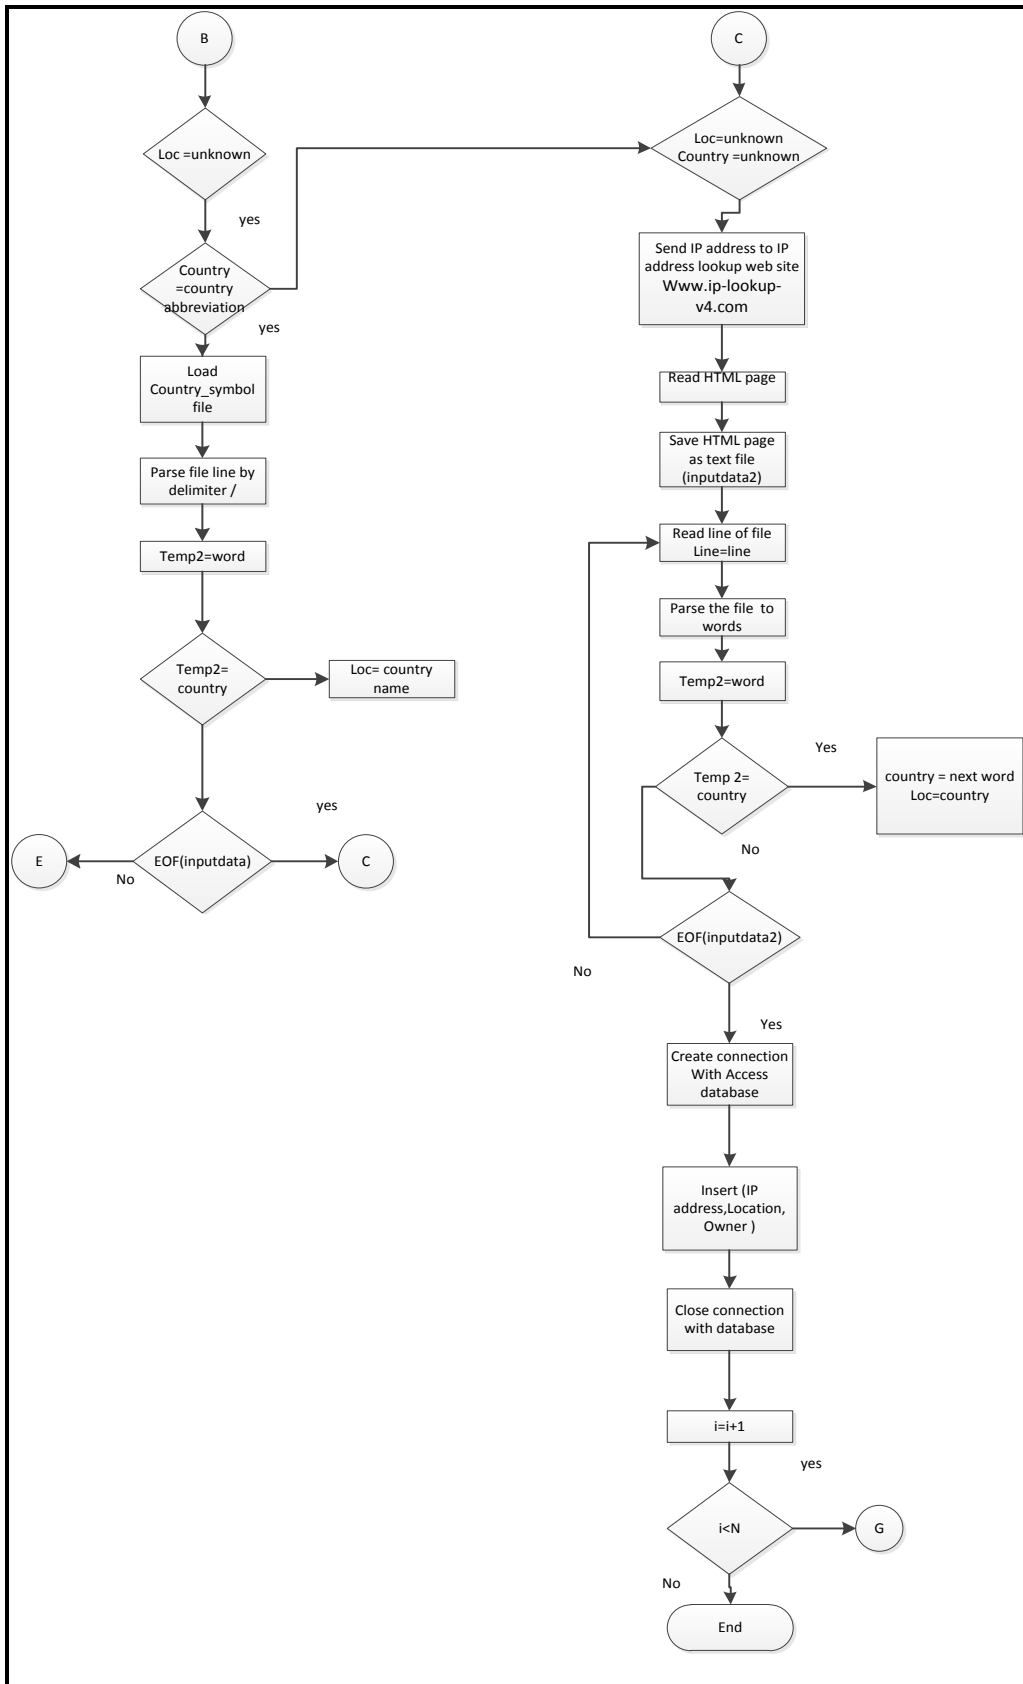 B
Loc =unknown
yes
Country
=country
abbreviation
yes
Load
Country_symbol
file
Parse file line by
delimiter /
Temp2=word
Temp2=
country
Loc= country
name
yes
EOF(inputdata)
E
No
C
C
Loc=unknown
Country =unknown
Send IP address to IP
address lookup web site
Www.ip-lookup-
v4.com
Read HTML page
Save HTML page
as text file
(inputdata2)
Read line of file
Line=line
Parse the file to
words
Temp2=word
Temp 2=
country
Yes
country = next word
Loc=country
No
EOF(inputdata2)
No
Yes
Create connection
With Access
database
Insert (IP
address,Location,
Owner )
Close connection
with database
i=i+1
yes
i<N
G
No
End